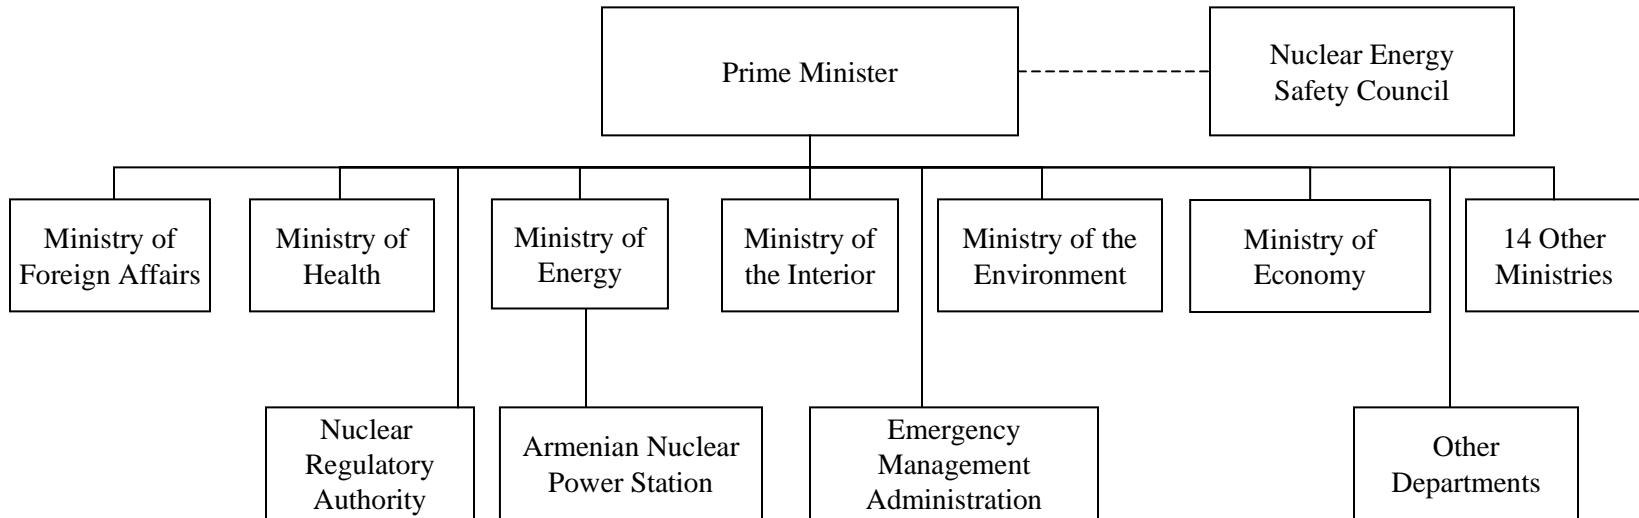 Prime Minister
Nuclear Energy
Safety Council
Ministry of
Foreign Affairs
Ministry of
Health
Ministry of
Energy
Ministry of
the Interior
Ministry of the
Environment
Ministry of
Economy
14 Other
Ministries
Nuclear
Regulatory
Authority
Armenian Nuclear
Power Station
Emergency
Management
Administration
Other
Departments